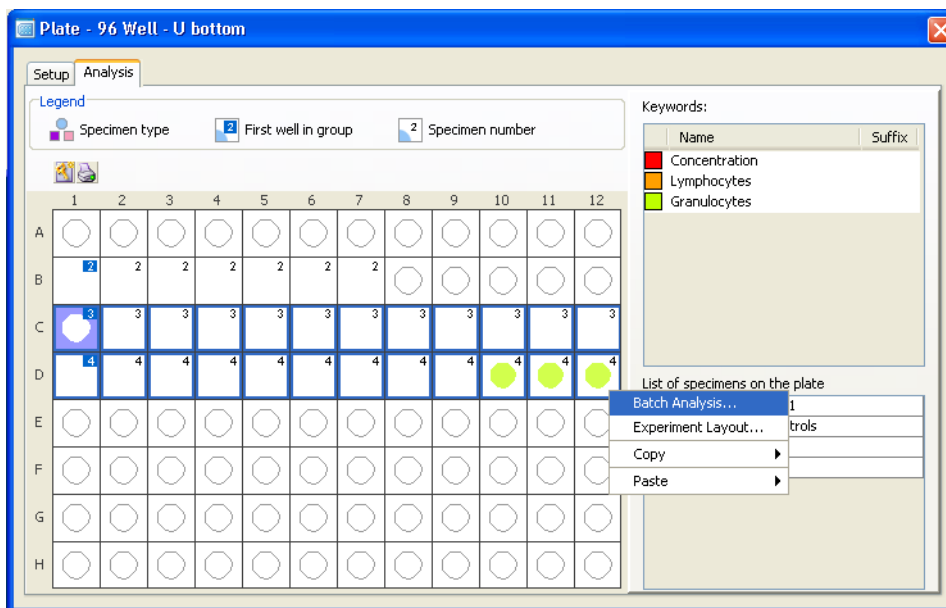 Plate - 96 Well - U bottom
Setup Analysis
Legend
Specimen type 2 First well in group 2 Specimen number
Keywords:
Name Suffix
Concentration
Lymphocytes
Granulocytes
1 2 3 4 5 6 7 8 9 10 11 12
A
B 2 2 2 2 2 2 2
C 3 3 3 3 3 3 3 3 3 3 3 3
D 4 4 4 4 4 4 4 4 4 4 4 4
E
F
G
H
List of specimens on the plate
1
trols
Batch Analysis...
Experiment Layout...
Copy
Paste